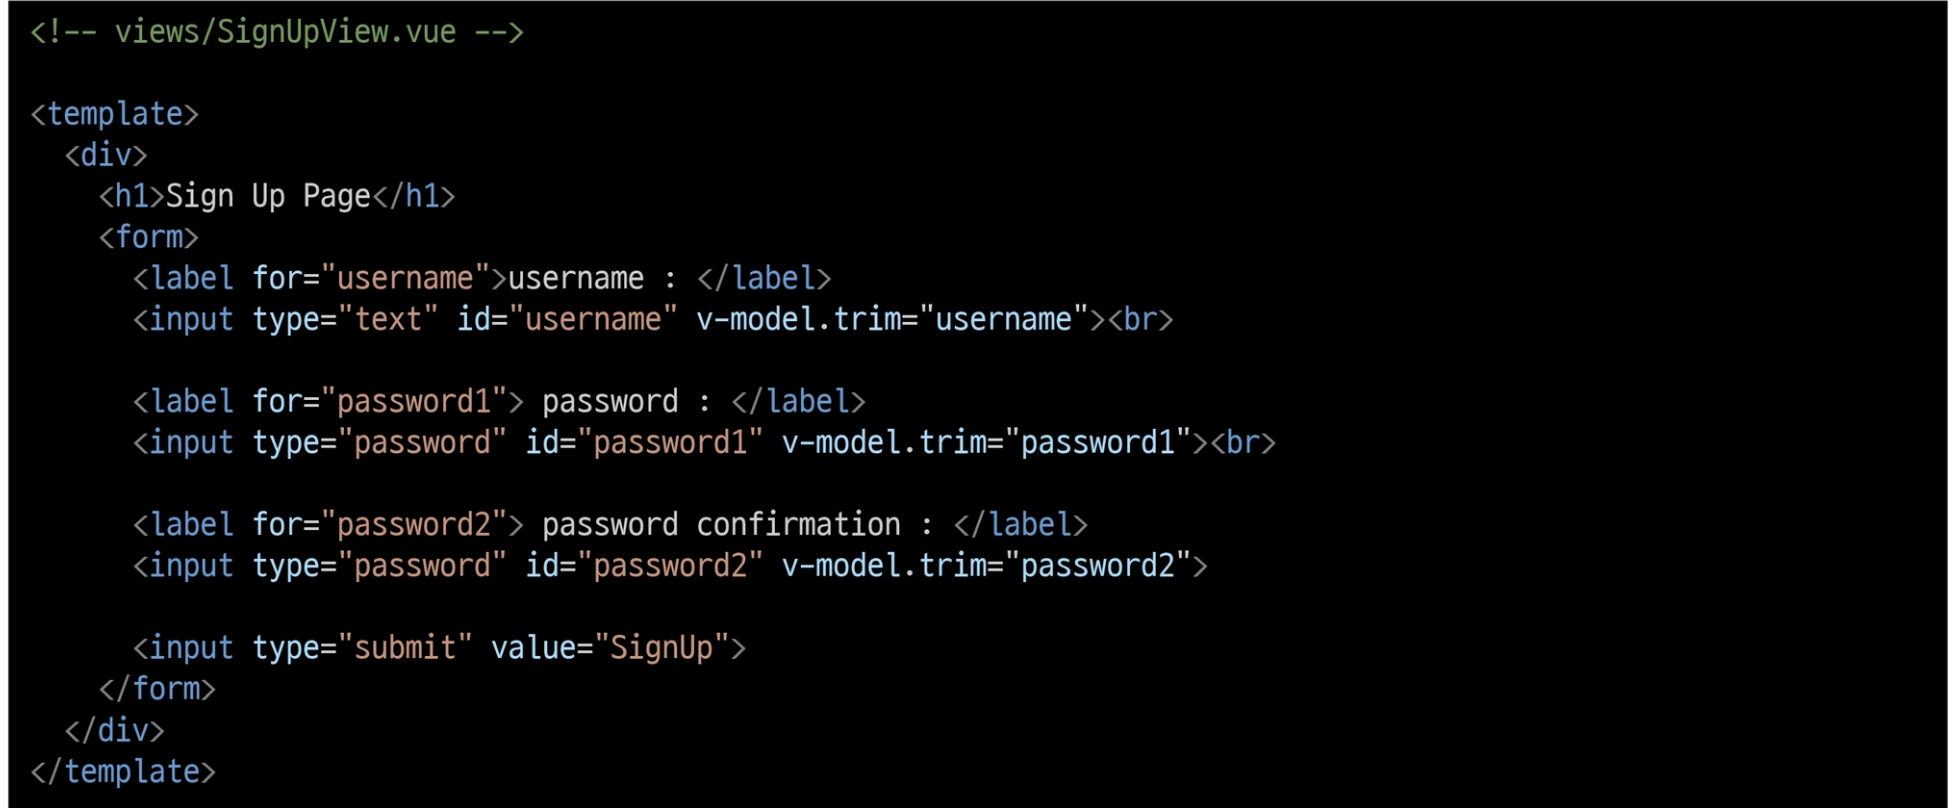 <!-- views/SignUpView.vue -->
<template>
<div>
<h1>Sign Up Page</h1>
<form>
<label for="username">username : </label>
<input type="text" id="username" v-model.trim="username"><br>
<label for="password1"> password : </label>
<input type="password" id="password1" v-model.trim="password1"><br>
<label for="password2"> password confirmation : </label>
<input type="password" id="password2" v-model.trim="password2">
<input type="submit" value="SignUp">
</form>
</div>
</template>